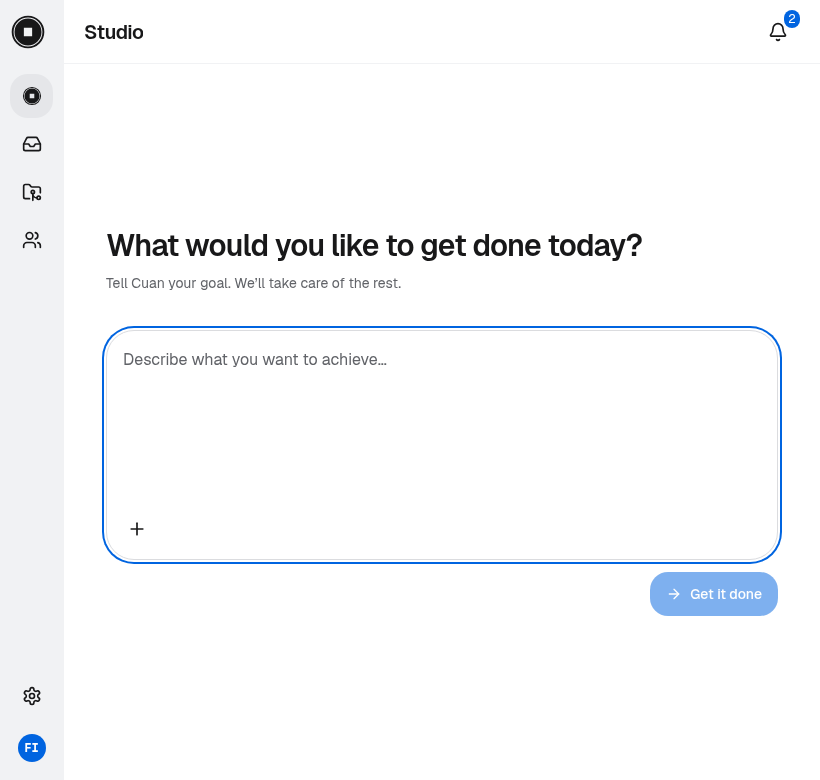 Studio
2
What would you like to get done today?
Tell Cuan your goal. We'll take care of the rest.
Describe what you want to achieve...
Get it done
FI